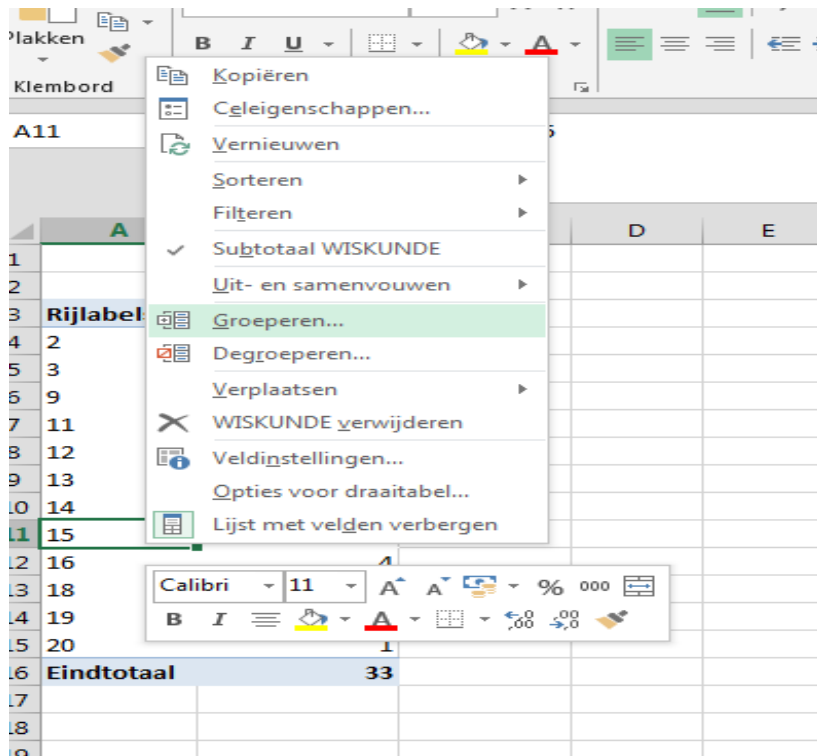 Plakken
B I U A
Klembord
A11
Kopiëren
Celeigenschappen...
Vernieuwen
Sorteren
Filteren
Subtotaal WISKUNDE
Uit- en samenvouwen
Groeperen...
Degroeperen...
Verplaatsen
WISKUNDE verwijderen
Veldinstellingen...
Opties voor draaitabel...
Lijst met velden verbergen
A D E
1
2
3 Rijlabels
4 2
5 3
6 9
7 11
8 12
9 13
10 14
11 15
12 16 4
13 18
14 19
15 20 1
16 Eindtotaal 33
17
18
19
Calibri 11 A A % 000
B I A ,00 ,0